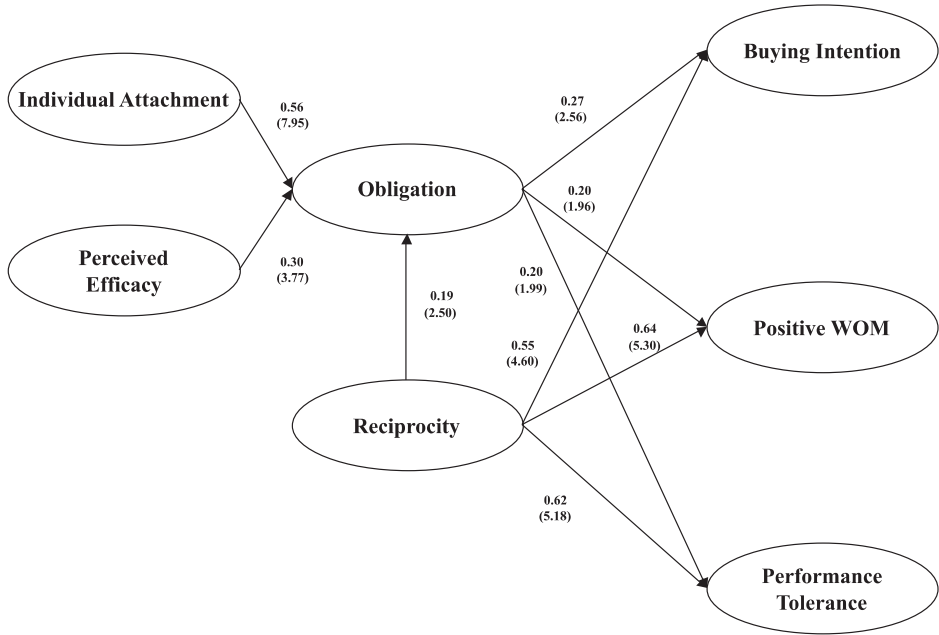 Buying Intention
Individual Attachment
0.56
(7.95)
0.27
(2.56)
Obligation
0.20
(1.96)
Perceived
Efficacy
0.30
(3.77)
0.20
(1.99)
0.19
(2.50)
0.64
(5.30)
Positive WOM
0.55
(4.60)
Reciprocity
0.62
(5.18)
Performance
Tolerance